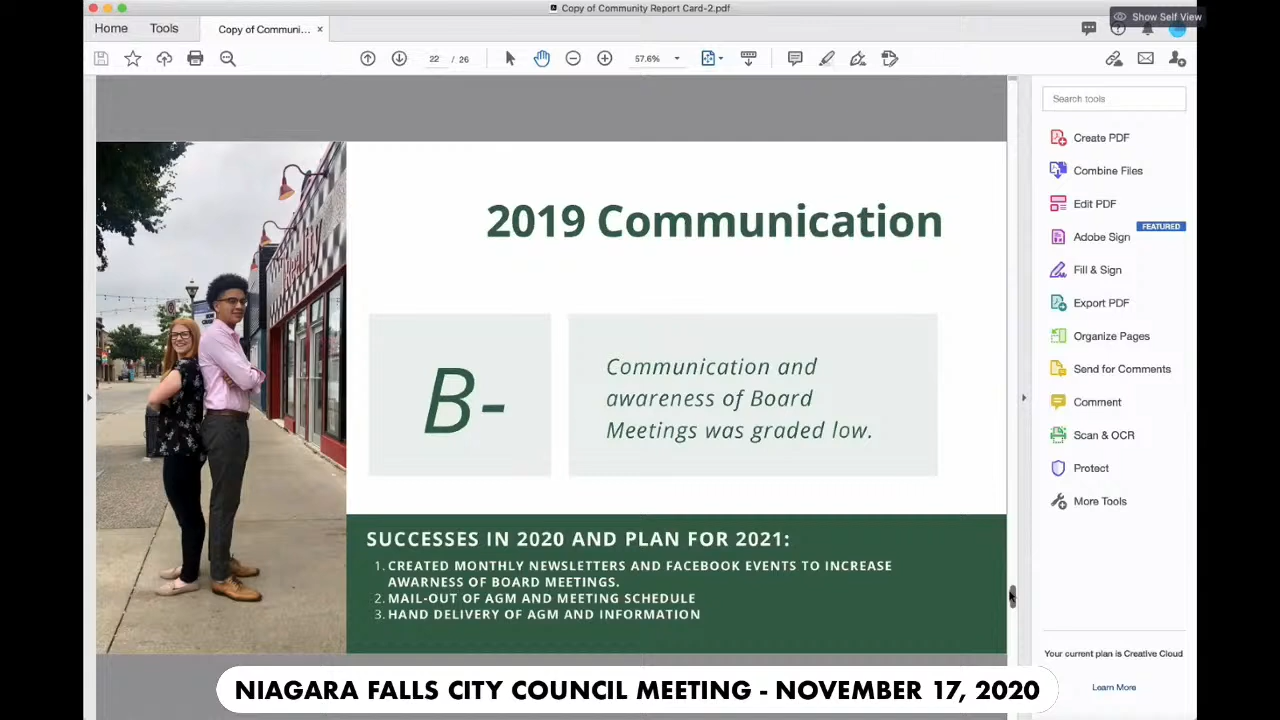 Copy of Community Report Card-2.pdf
Show Self View
Home
Tools
Copy of Communi...
22 / 26
57.6%
Search tools
Create PDF
Combine Files
Edit PDF
FEATURED
Adobe Sign
Fill & Sign
Export PDF
Organize Pages
Send for Comments
Comment
Scan & OCR
Protect
More Tools
Your current plan is Creative Cloud
Learn More
Realty
2019 Communication
B-
Communication and
awareness of Board
Meetings was graded low.
SUCCESSES IN 2020 AND PLAN FOR 2021:
1. CREATED MONTHLY NEWSLETTERS AND FACEBOOK EVENTS TO INCREASE
AWARNESS OF BOARD MEETINGS.
2. MAIL-OUT OF AGM AND MEETING SCHEDULE
3. HAND DELIVERY OF AGM AND INFORMATION
NIAGARA FALLS CITY COUNCIL MEETING - NOVEMBER 17, 2020